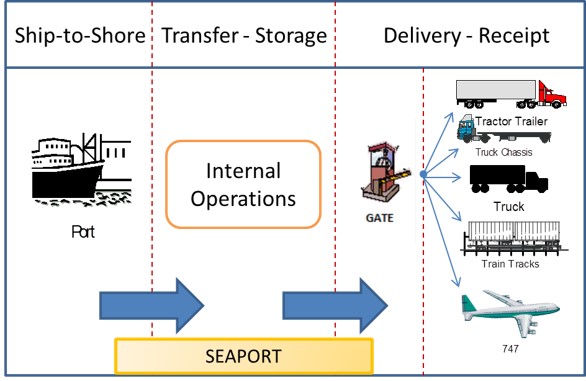 Ship-to-Shore
Transfer - Storage
Delivery - Receipt
Port
Internal
Operations
GATE
Tractor Trailer
Truck Chassis
Truck
Train Tracks
747
SEAPORT